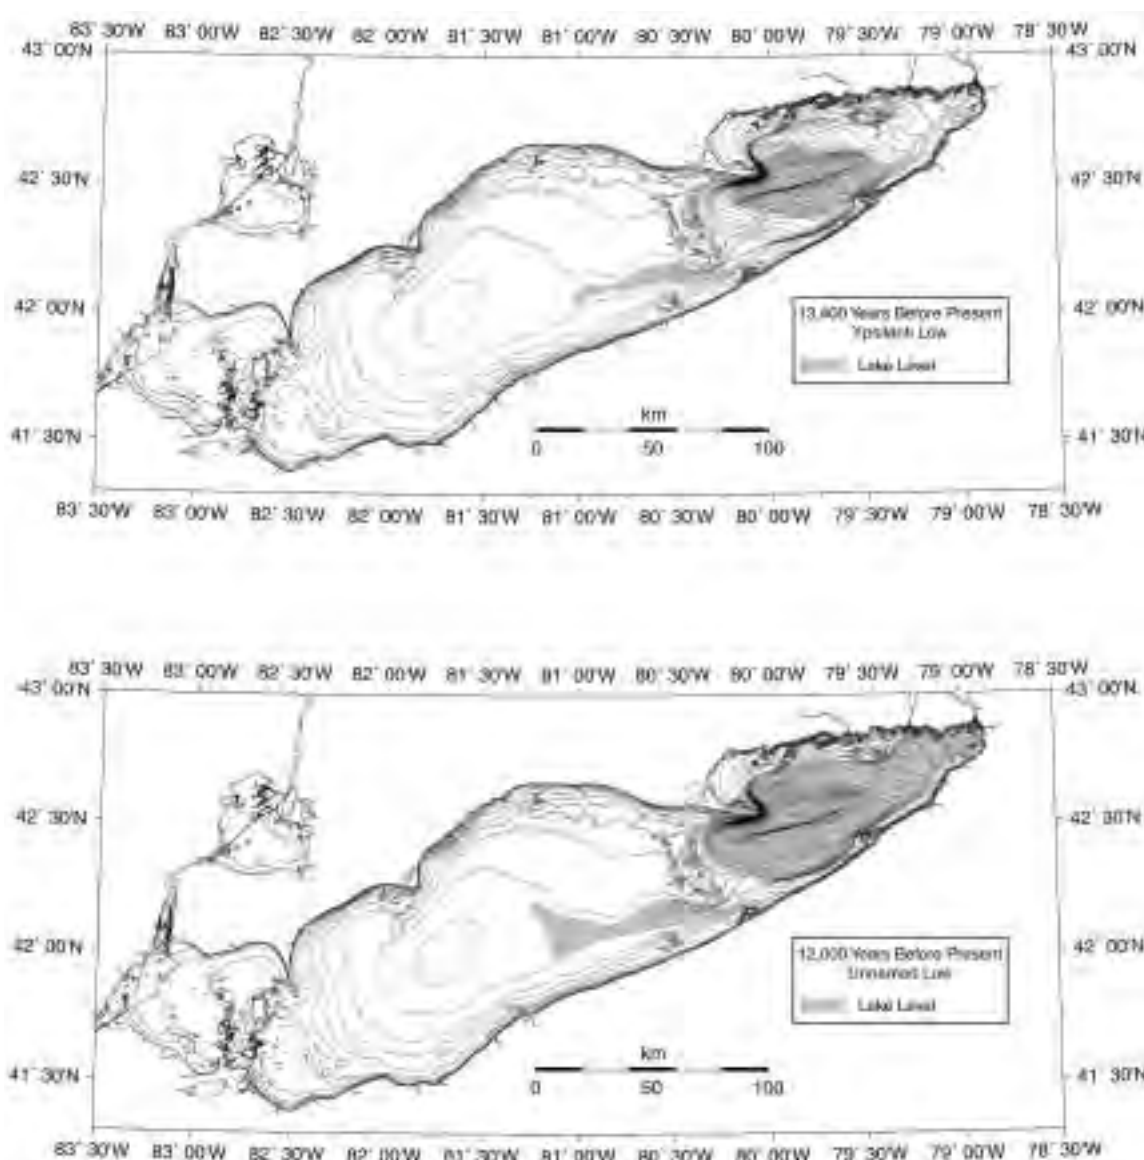 83° 30'W 83° 00'W 82° 30'W 82° 00'W 81° 30'W 81° 00'W 80° 30'W 80° 00'W 79° 30'W 79° 00'W 78° 30'W
43° 00'N 43° 00'N
42° 30'N 42° 30'N
42° 00'N 42° 00'N
Years Before Present
Ypsilanti Low
Lake Level
km
0 50 100
41° 30'N 41° 30'N
83° 30'W 83° 00'W 82° 30'W 82° 00'W 81° 30'W 81° 00'W 80° 30'W 80° 00'W 79° 30'W 79° 00'W 78° 30'W
83° 30'W 83° 00'W 82° 30'W 82° 00'W 81° 30'W 81° 00'W 80° 30'W 80° 00'W 79° 30'W 79° 00'W 78° 30'W
43° 00'N 43° 00'N
42° 30'N 42° 30'N
42° 00'N 42° 00'N
12,000 Years Before Present
Unnamed Low
Lake Level
km
0 50 100
41° 30'N 41° 30'N
83° 30'W 83° 00'W 82° 30'W 82° 00'W 81° 30'W 81° 00'W 80° 30'W 80° 00'W 79° 30'W 79° 00'W 78° 30'W